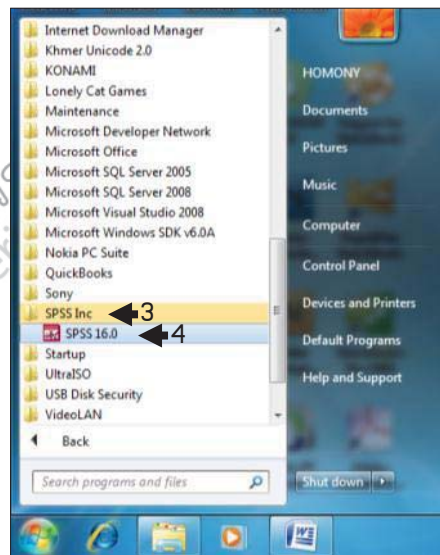 Internet Download Manager
Khmer Unicode 2.0
KONAMI
Lonely Cat Games
Maintenance
Microsoft Developer Network
Microsoft Office
Microsoft SQL Server 2005
Microsoft SQL Server 2008
Microsoft Visual Studio 2008
Microsoft Windows SDK v6.0A
Nokia PC Suite
QuickBooks
Sony
SPSS Inc 3
SPSS 16.0 4
Startup
UltraISO
USB Disk Security
VideoLAN
Back
Search programs and files
HOMONY
Documents
Pictures
Music
Computer
Control Panel
Devices and Printers
Default Programs
Help and Support
Shut down